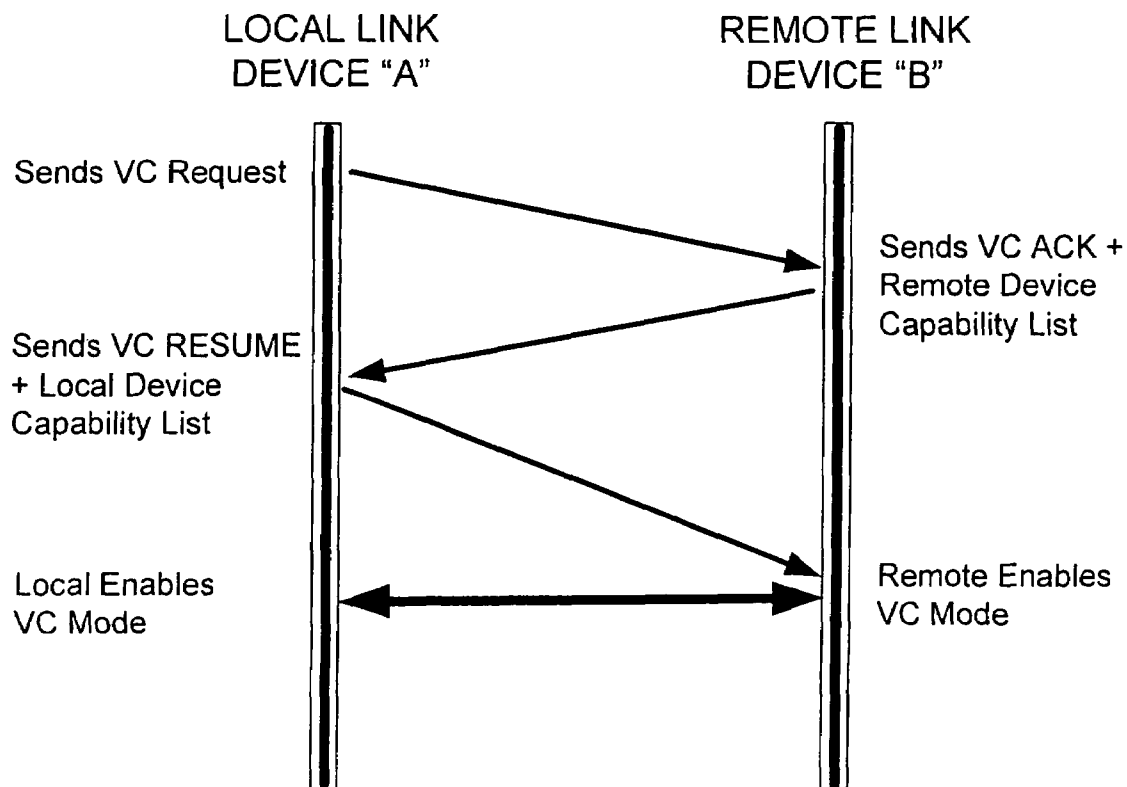 LOCAL LINK
DEVICE “A”
REMOTE LINK
DEVICE “B”
Sends VC Request
Sends VC ACK +
Remote Device
Capability List
Sends VC RESUME
+ Local Device
Capability List
Local Enables
VC Mode
Remote Enables
VC Mode